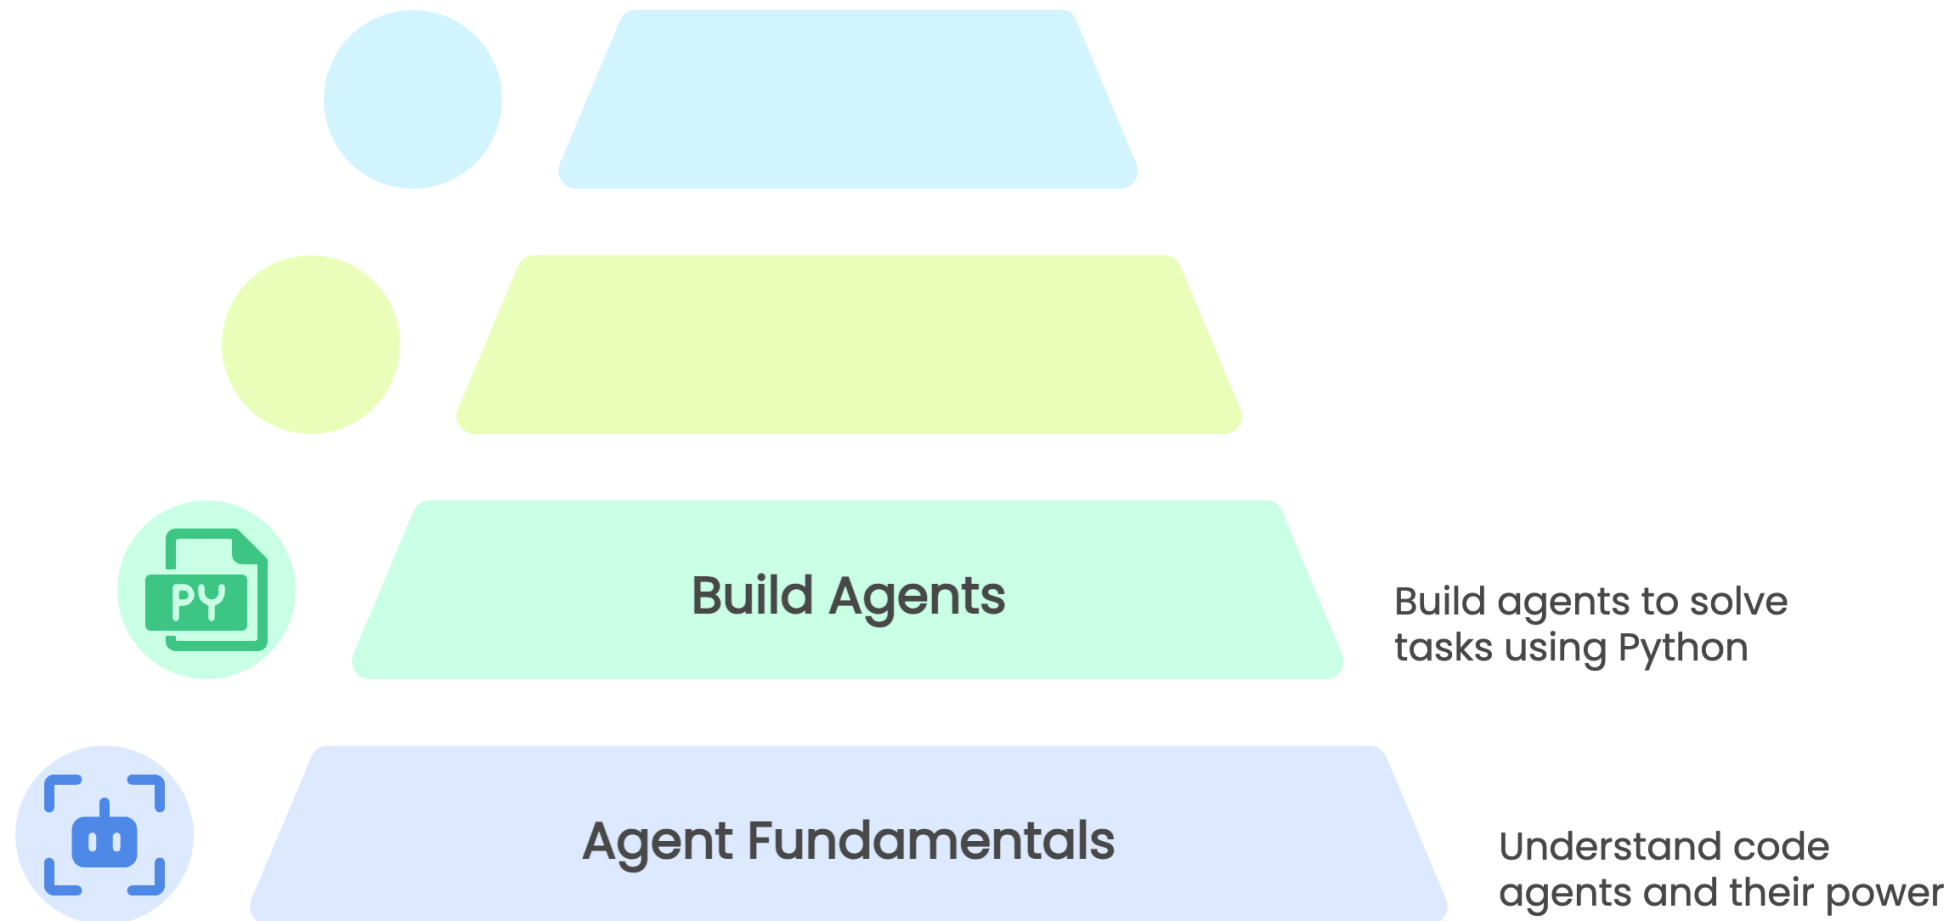 PY
Build Agents
Build agents to solve
tasks using Python
Agent Fundamentals
Understand code
agents and their power